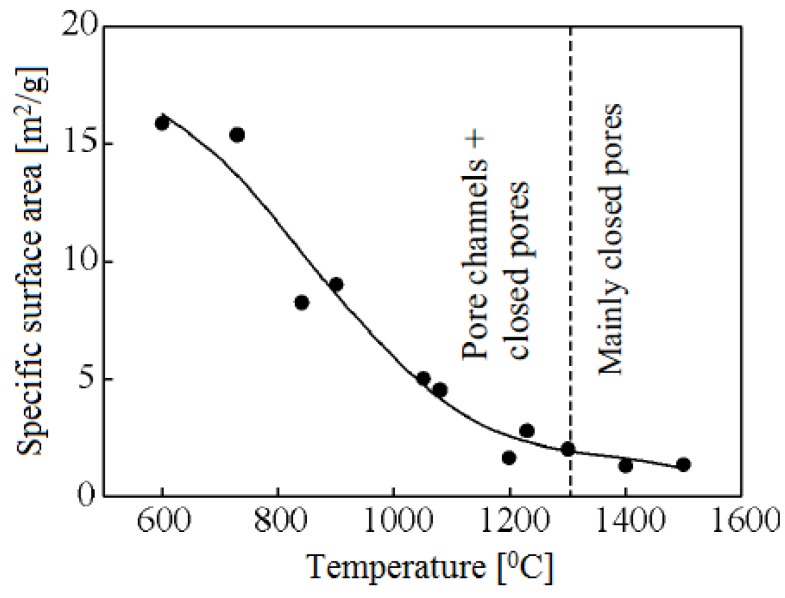 20
15
10
5
0
Specific surface area [m²/g]
Pore channels +
closed pores
Mainly closed pores
600 800 1000 1200 1400 1600
Temperature [⁰C]